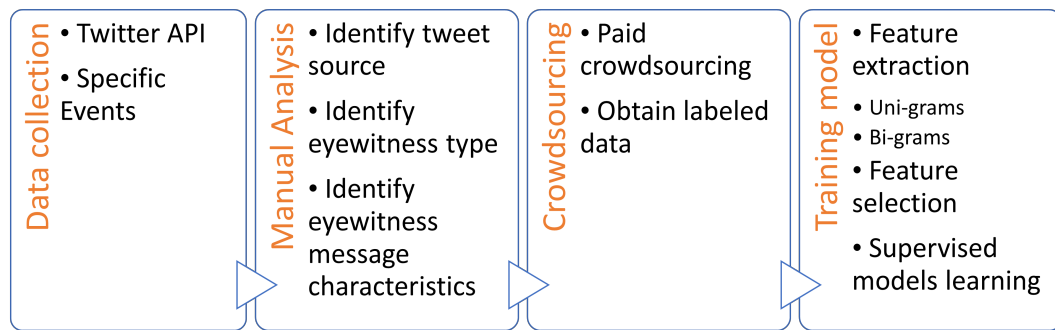 Data collection
• Twitter API
• Specific
Events
Manual Analysis
• Identify tweet
source
• Identify
eyewitness type
• Identify
eyewitness
message
characteristics
Crowdsourcing
• Paid
crowdsourcing
• Obtain labeled
data
Training model
• Feature
extraction
• Uni-grams
• Bi-grams
• Feature
selection
• Supervised
models learning